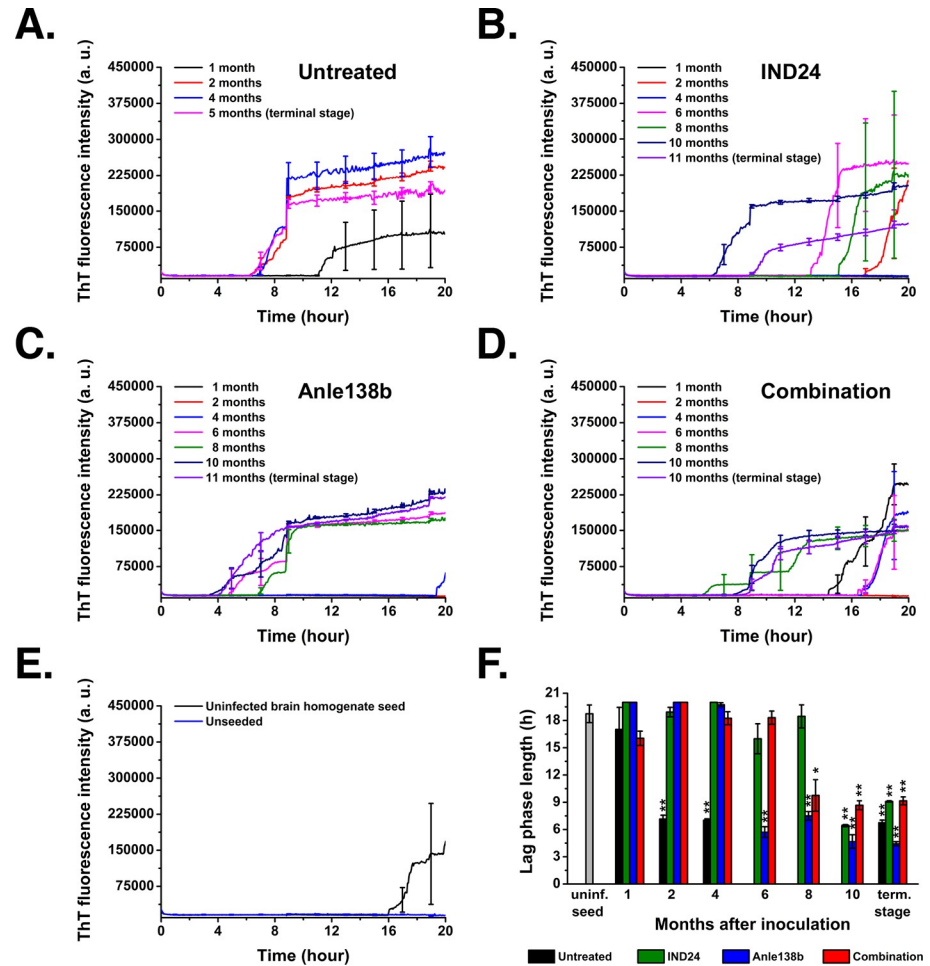 A.
ThT fluorescence intensity (a. u.)
450000
375000
300000
225000
150000
75000
Untreated
1 month
2 months
4 months
5 months (terminal stage)
0 4 8 12 16 20
Time (hour)
B.
ThT fluorescence intensity (a. u.)
450000
375000
300000
225000
150000
75000
IND24
1 month
2 months
4 months
6 months
8 months
10 months
11 months (terminal stage)
0 4 8 12 16 20
Time (hour)
C.
ThT fluorescence intensity (a. u.)
450000
375000
300000
225000
150000
75000
Anle138b
1 month
2 months
4 months
6 months
8 months
10 months
11 months (terminal stage)
0 4 8 12 16 20
Time (hour)
D.
ThT fluorescence intensity (a. u.)
450000
375000
300000
225000
150000
75000
Combination
1 month
2 months
4 months
6 months
8 months
10 months
10 months (terminal stage)
0 4 8 12 16 20
Time (hour)
E.
ThT fluorescence intensity (a. u.)
450000
375000
300000
225000
150000
75000
Uninfected brain homogenate seed
Unseeded
0 4 8 12 16 20
Time (hour)
F.
Lag phase length (h)
21
18
15
12
9
6
3
0
** ** ** ** * ** ** ** ** ** ** **
uninf. 1 2 4 6 8 10 term.
seed stage
Months after inoculation
Untreated IND24 Anle138b Combination